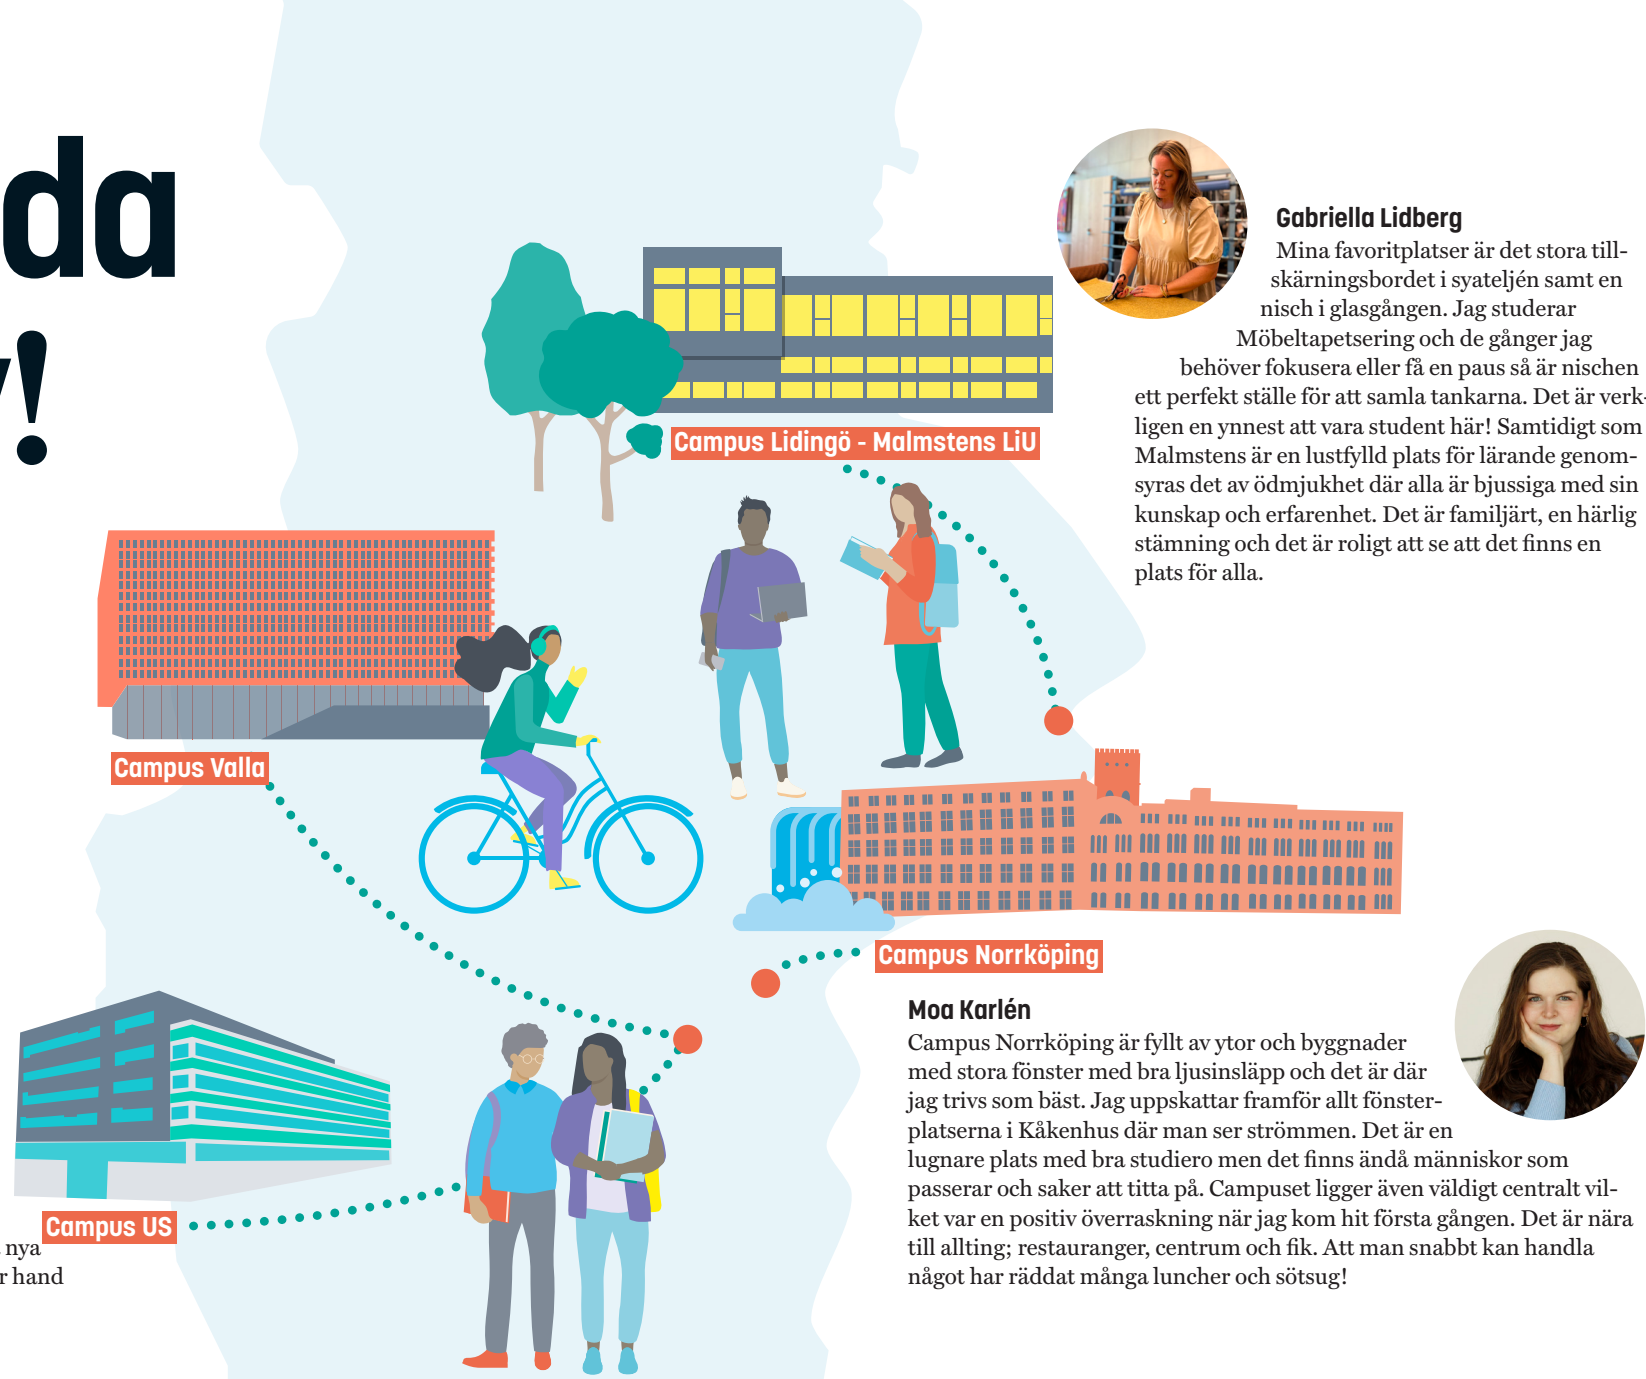 da
!
Gabriella Lidberg
Mina favoritplatser är det stora till-
skärningsbordet i syateljén samt en
nisch i glasgången. Jag studerar
Möbeltapetsering och de gånger jag
behöver fokusera eller få en paus så är nischen
ett perfekt ställe för att samla tankarna. Det är verk-
ligen en ynnest att vara student här! Samtidigt som
Malmstens är en lustfylld plats för lärande genom-
syras det av ödmjukhet där alla är bjussiga med sin
kunskap och erfarenhet. Det är familjärt, en härlig
stämning och det är roligt att se att det finns en
plats för alla.
Campus Lidingö - Malmstens LiU
Campus Valla
Campus Norrköping
Moa Karlén
Campus Norrköping är fyllt av ytor och byggnader
med stora fönster med bra ljusinsläpp och det är där
jag trivs som bäst. Jag uppskattar framför allt fönster-
platserna i Kåkenhus där man ser strömmen. Det är en
lugnare plats med bra studiero men det finns ändå människor som
passerar och saker att titta på. Campuset ligger även väldigt centralt vil-
ket var en positiv överraskning när jag kom hit första gången. Det är nära
till allting; restauranger, centrum och fik. Att man snabbt kan handla
något har räddat många luncher och sötsug!
Campus US
nya
r hand